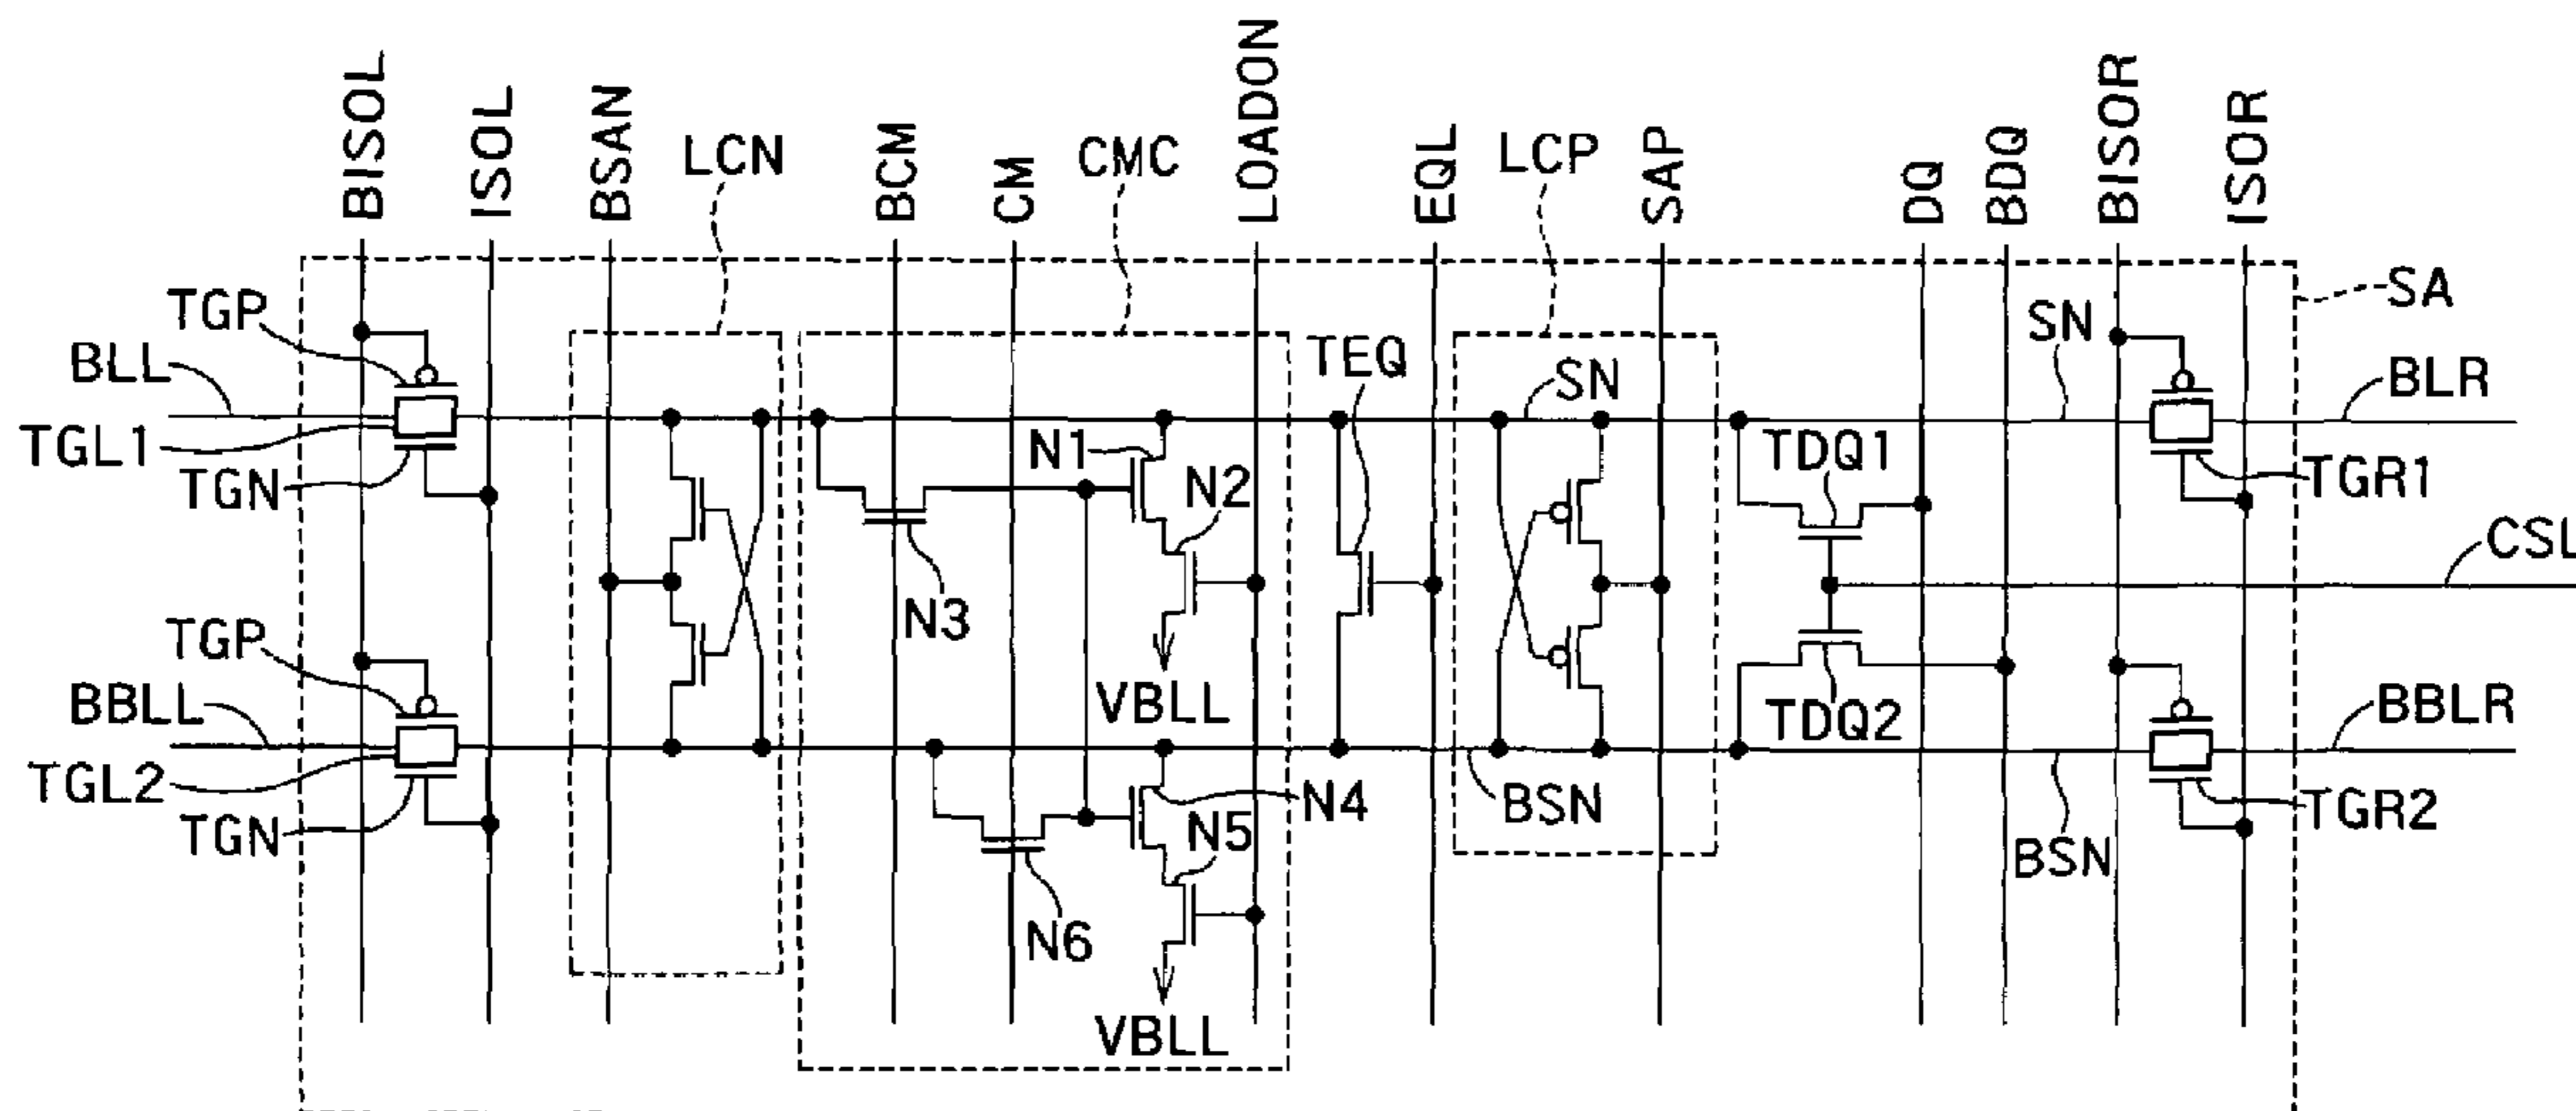 BISOL
ISOL
BSAN
LCN
BCM
CM
CMC
LOADON
EQL
LCP
SAP
DQ
BDQ
BISOR
ISOR
SA
TGP
BLL
TGL1
TGN
TEQ
SN
SN
BLR
N1
N2
TDQ1
TGR1
CSL
N3
TGP
VBLL
BBLL
TDQ2
BBLR
TGL2
TGN
N4
N5
BSN
TGR2
BSN
N6
VBLL